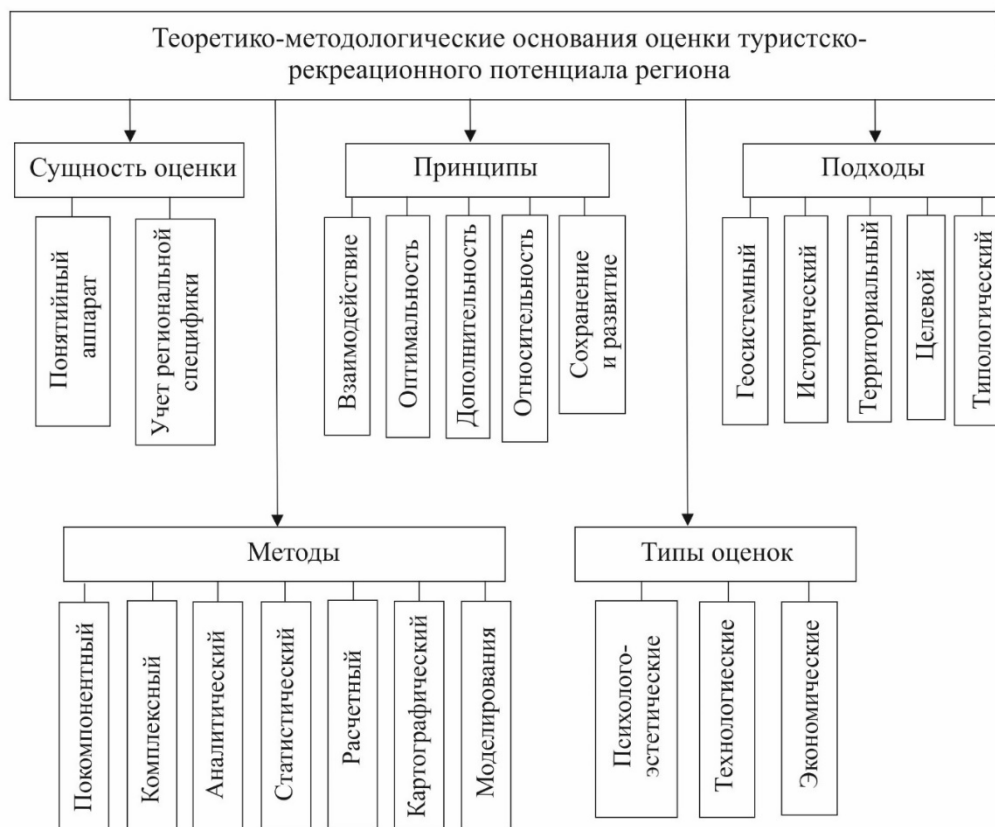 Теоретико-методологические основания оценки туристско-
рекреационного потенциала региона
Сущность оценки
Понятийный
аппарат
Учет региональной
специфики
Принципы
Взаимодействие
Оптимальность
Дополнительность
Относительность
Сохранение
и развитие
Подходы
Геосистемный
Исторический
Территориальный
Целевой
Типологический
Методы
Покомпонентный
Комплексный
Аналитический
Статистический
Расчетный
Картографический
Моделирования
Типы оценок
Психолого-
эстетические
Технологиеские
Экономические